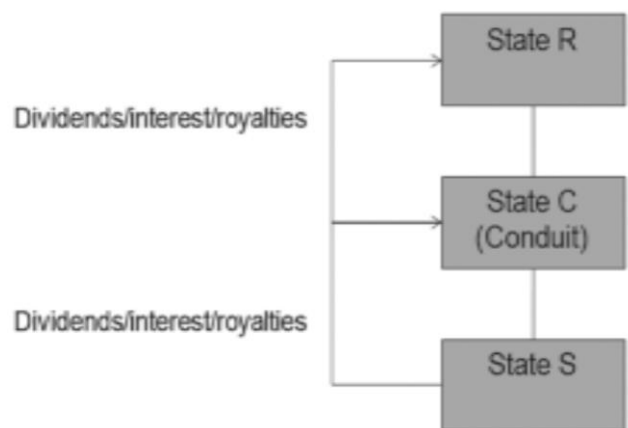 State R
Dividends/interest/royalties
State C
(Conduit)
Dividends/interest/royalties
State S